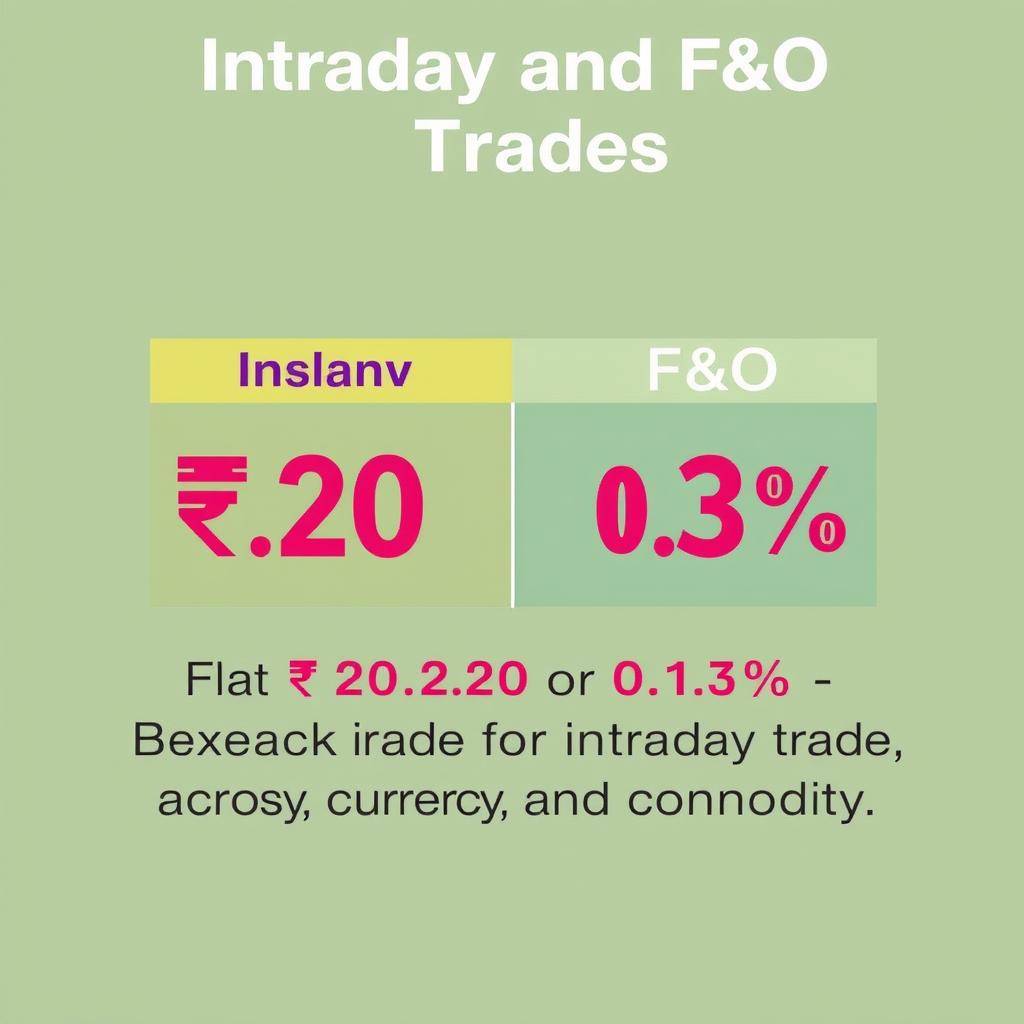 Intraday and F&O
Trades
Inslanv F&O
₹.20 0.3%
Flat ₹ 20.2.20 or 0.1.3% -
Bexeack irade for intraday trade,
acrosy, currercy, and connodity.